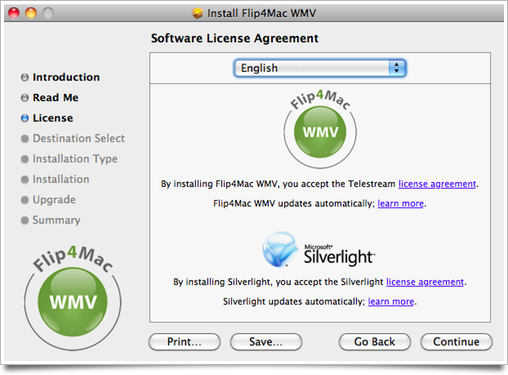 Install Flip4Mac WMV
Software License Agreement
Introduction
Read Me
License
Destination Select
Installation Type
Installation
Upgrade
Summary
Flip4Mac
WMV
English
Flip4Mac
WMV
By installing Flip4Mac WMV, you accept the Telestream license agreement.
Flip4Mac WMV updates automatically; learn more.
Microsoft®
Silverlight™
By installing Silverlight, you accept the Silverlight license agreement.
Silverlight updates automatically; learn more.
Print...
Save...
Go Back
Continue